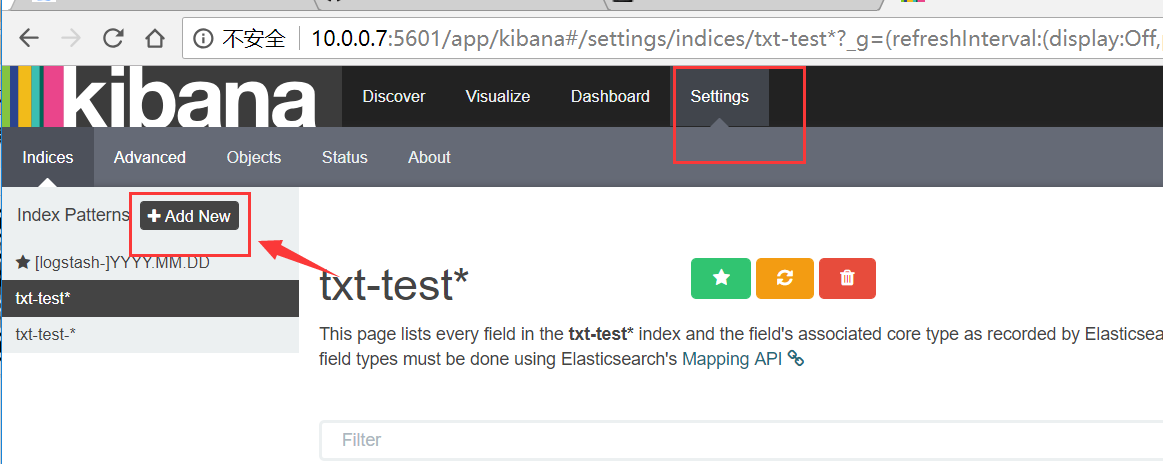 不安全 10.0.0.7:5601/app/kibana#/settings/indices/txt-test*?_g=(refreshInterval:(display:Off,
kibana Discover Visualize Dashboard Settings
Indices Advanced Objects Status About
Index Patterns + Add New
[logstash-]YYYY.MM.DD
txt-test*
txt-test-*
txt-test*
This page lists every field in the txt-test* index and the field's associated core type as recorded by Elasticsea
field types must be done using Elasticsearch's Mapping API
Filter